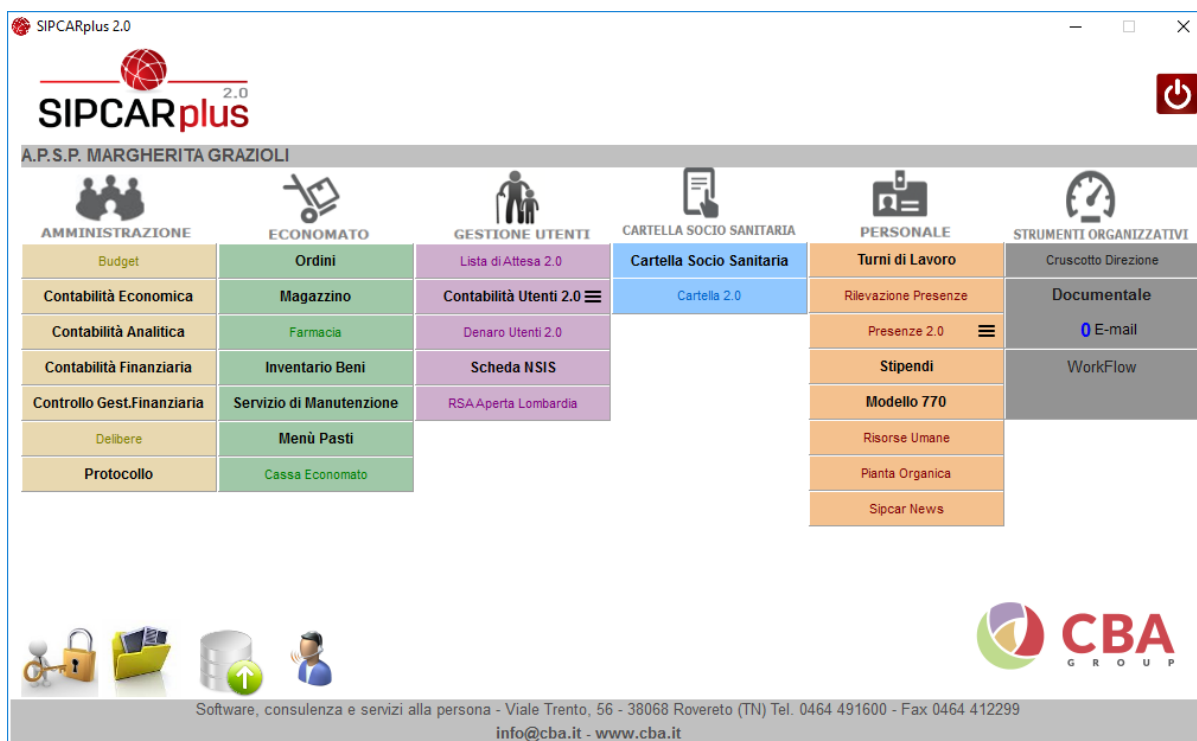 SIPCARplus 2.0
2.0
SIPCARplus
A.P.S.P. MARGHERITA GRAZIOLI
AMMINISTRAZIONE
Budget
Contabilità Economica
Contabilità Analitica
Contabilità Finanziaria
Controllo Gest.Finanziaria
Delibere
Protocollo
ECONOMATO
Ordini
Magazzino
Farmacia
Inventario Beni
Servizio di Manutenzione
Menù Pasti
Cassa Economato
GESTIONE UTENTI
Lista di Attesa 2.0
Contabilità Utenti 2.0
Denaro Utenti 2.0
Scheda NSIS
RSA Aperta Lombardia
CARTELLA SOCIO SANITARIA
Cartella Socio Sanitaria
Cartella 2.0
PERSONALE
Turni di Lavoro
Rilevazione Presenze
Presenze 2.0
Stipendi
Modello 770
Risorse Umane
Pianta Organica
Sipcar News
STRUMENTI ORGANIZZATIVI
Cruscotto Direzione
Documentale
0 E-mail
WorkFlow
CBA
GROUP
Software, consulenza e servizi alla persona - Viale Trento, 56 - 38068 Rovereto (TN) Tel. 0464 491600 - Fax 0464 412299
info@cba.it - www.cba.it